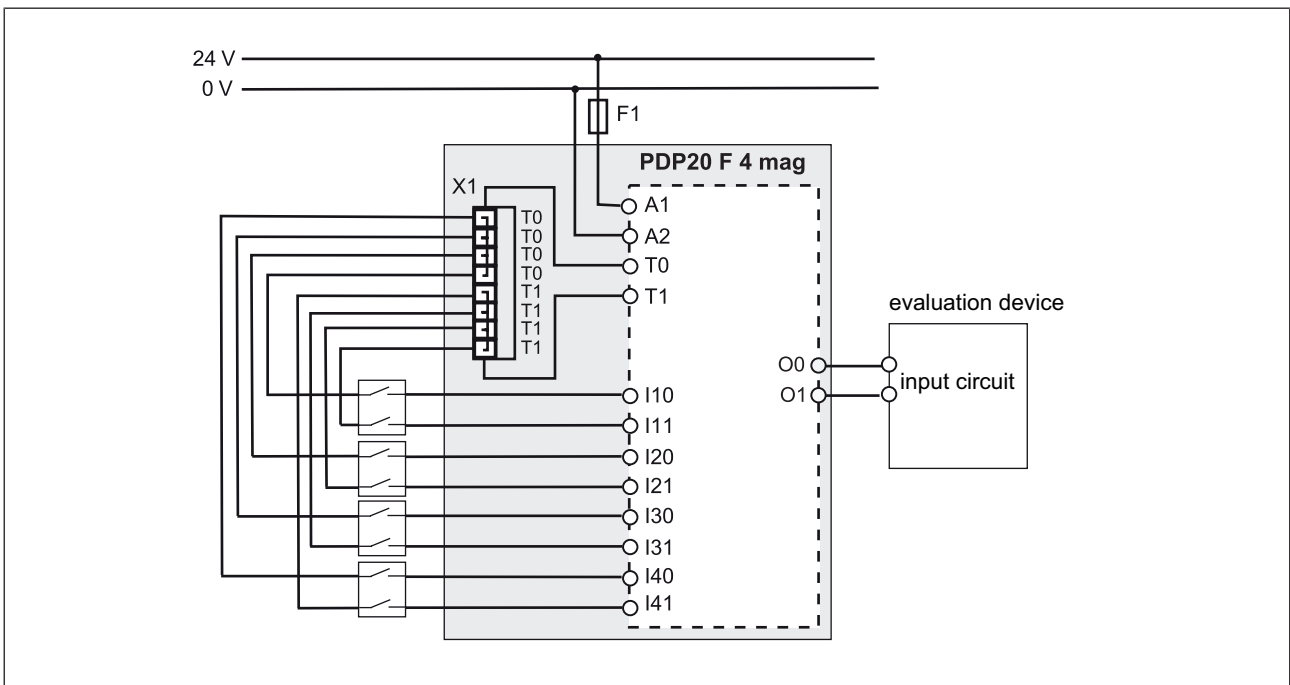 24 V
0 V
F1
PDP20 F 4 mag
X1
T0
T0
T0
T0
T1
T1
T1
T1
A1
A2
T0
T1
evaluation device
input circuit
O0
O1
I10
I11
I20
I21
I30
I31
I40
I41